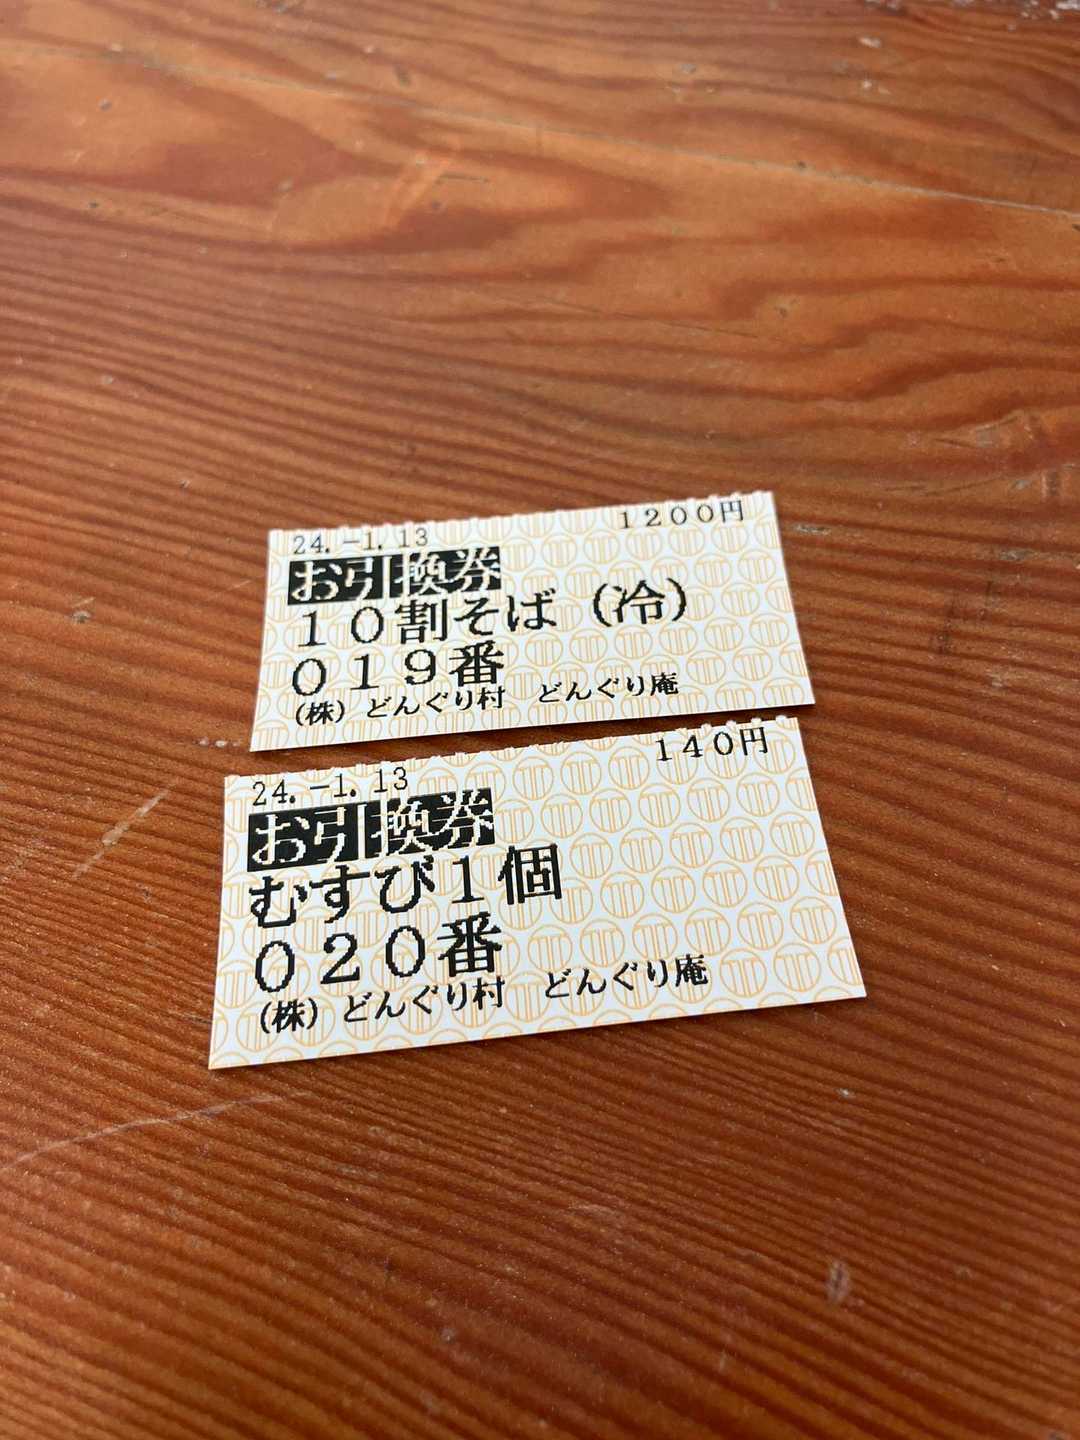 24.-1.13 1200円
お引換券
10割そば(冷)
019番
(株)どんぐり村 どんぐり庵
24.-1.13 140円
お引換券
むすび1個
020番
(株)どんぐり村 どんぐり庵